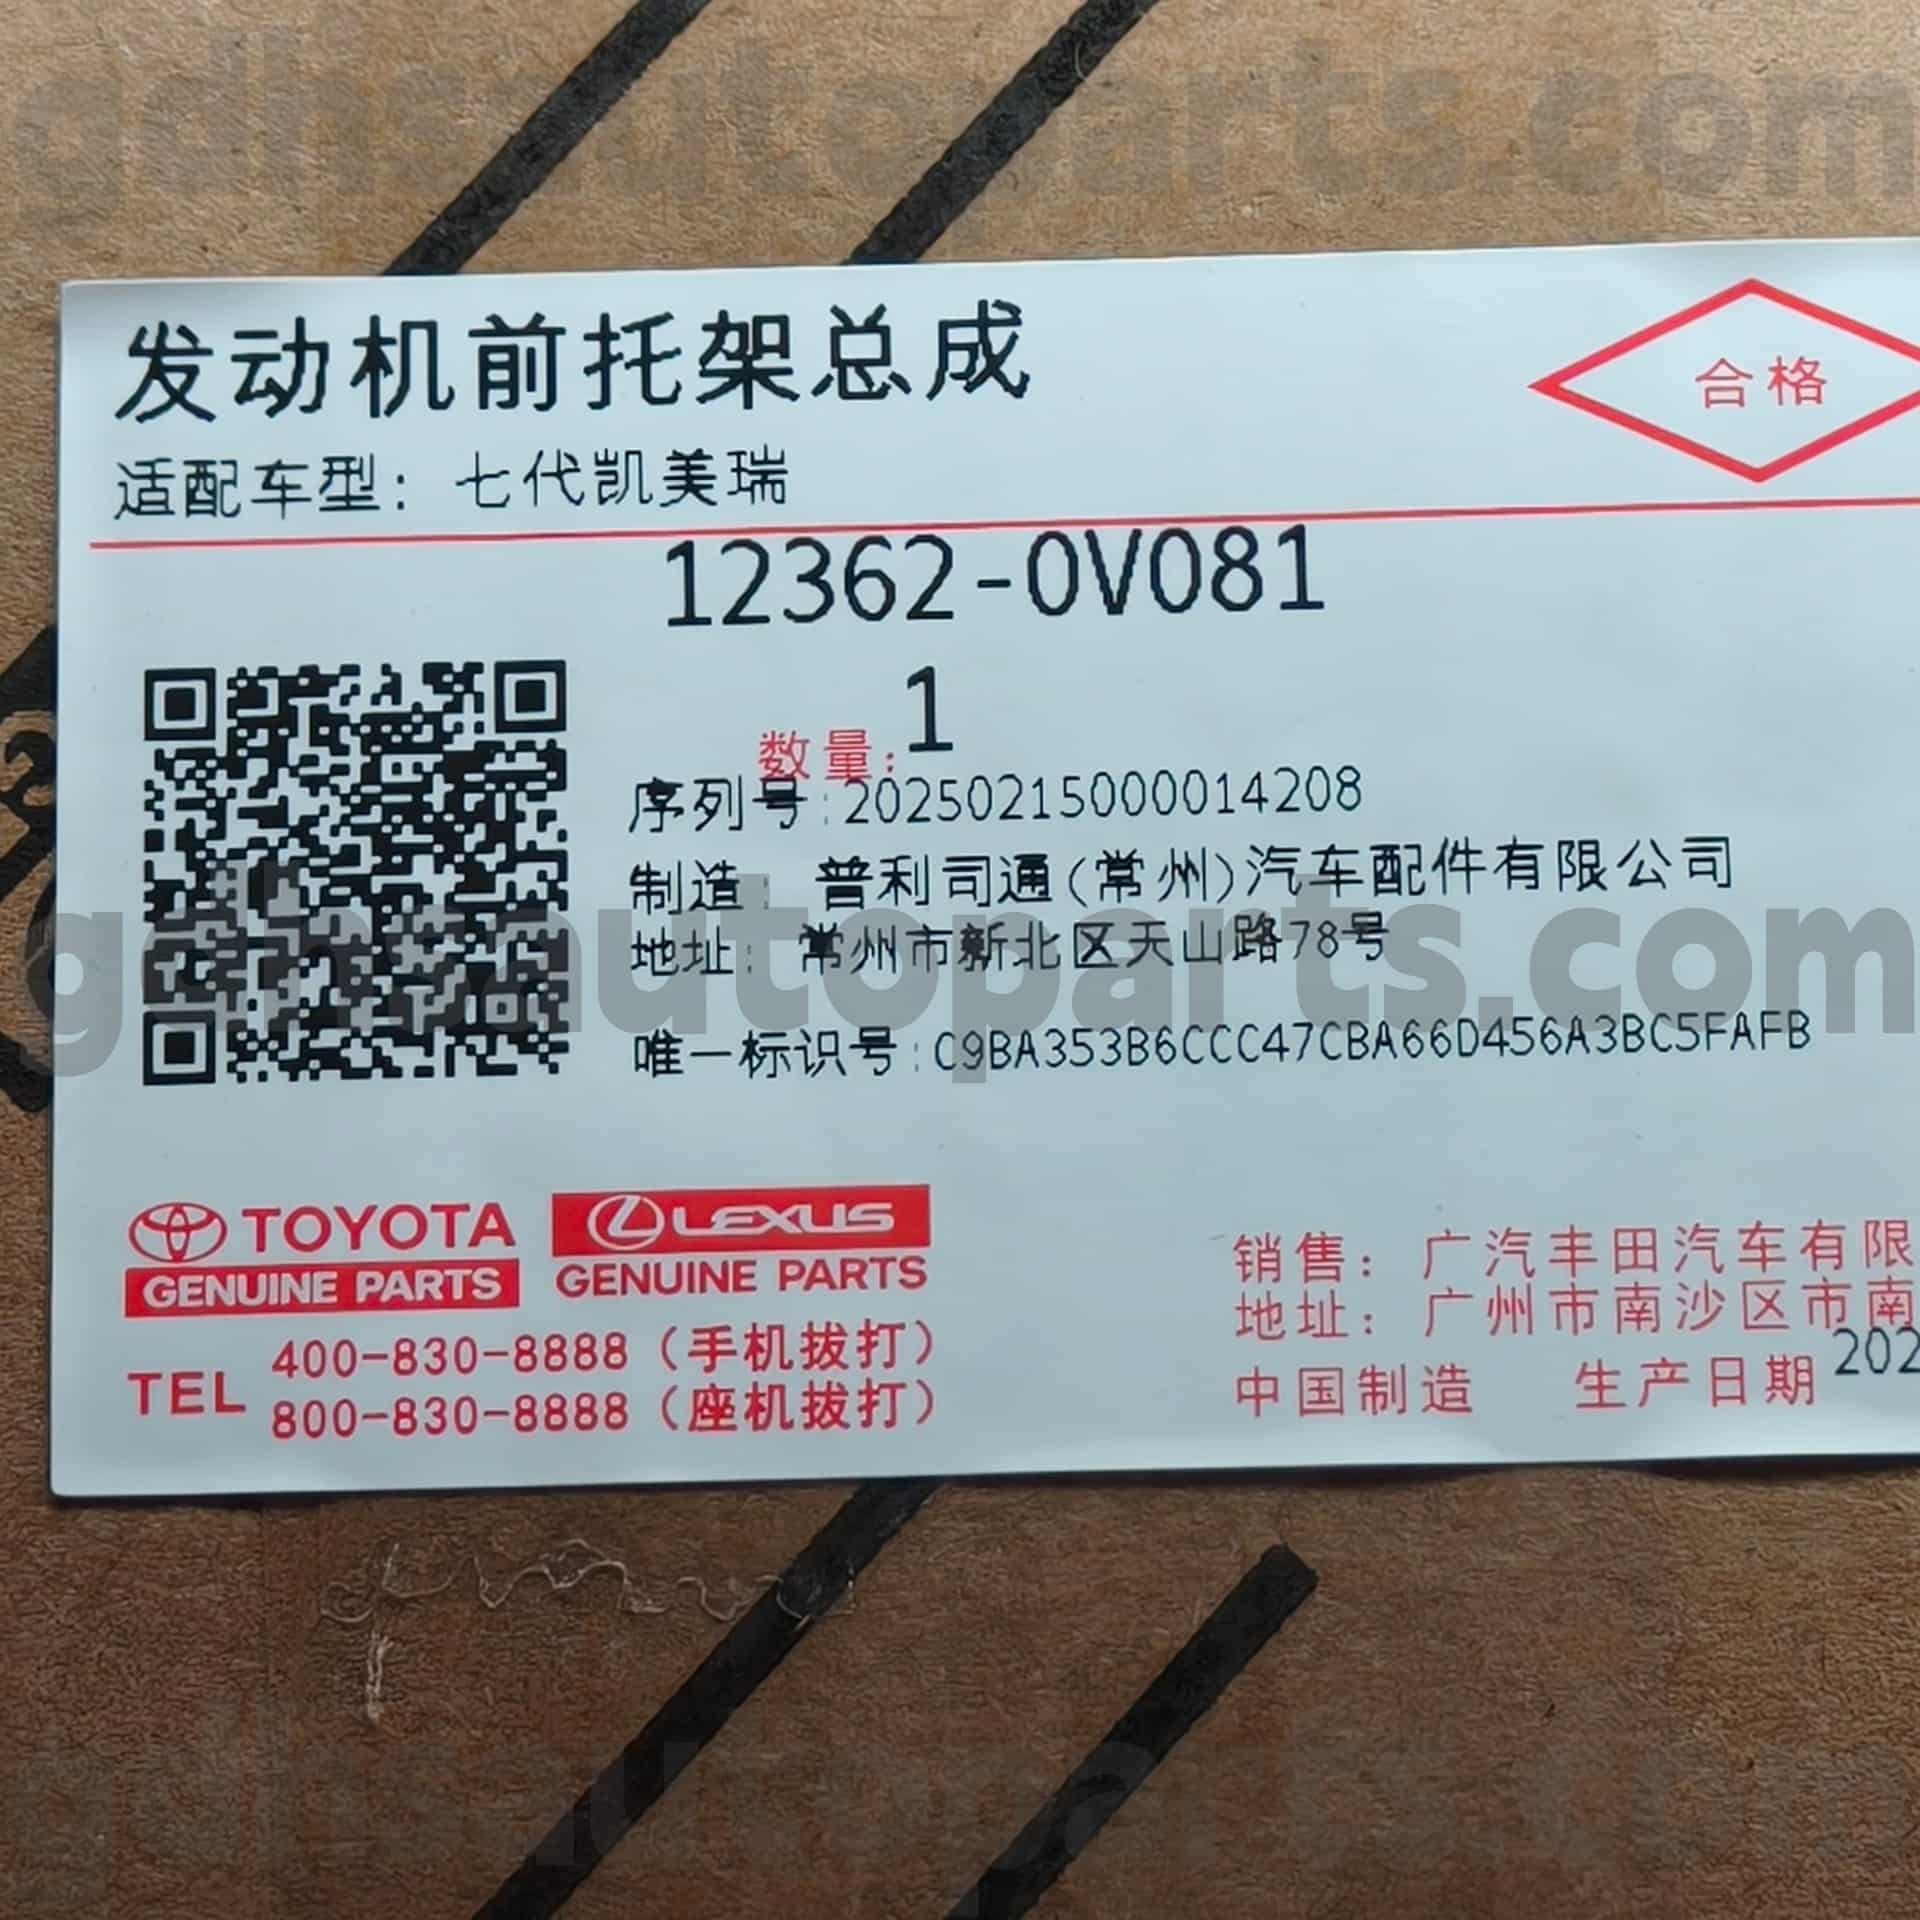 gdhsautoparts.com
发动机前托架总成
合格
适配车型: 七代凯美瑞
12362-0V081
数量: 1
序列号:20250215000014208
制造: 普利司通(常州)汽车配件有限公司
地址: 常州市新北区天山路78号
gdhsautoparts.com
唯一标识号:C9BA353B6CCC47CBA66D456A3BC5FAFB
TOYOTA
GENUINE PARTS
LEXUS
GENUINE PARTS
TEL
400-830-8888(手机拔打)
800-830-8888(座机拔打)
销售: 广汽丰田汽车有限
地址: 广州市南沙区市南
中国制造 生产日期 202
gdhsautoparts.com